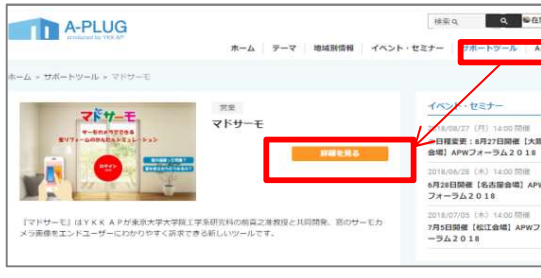 A-PLUG
produced by YKK AP
検索
ホーム
テーマ
地域別情報
イベント・セミナー
サポートツール
ホーム > サポートツール > マドサーモ
マドサーモ
サーモカメラでできる
窓リフォームのかんたんシミュレーション
ログイン
営業
マドサーモ
詳細を見る
イベント・セミナー
2018/08/27 (月) 14:00 開催
日程変更：8月27日開催【大阪
会場】APWフォーラム2018
2018/06/28 (木) 14:00 開催
6月28日開催【名古屋会場】APW
フォーラム2018
2018/07/05 (木) 14:00 開催
7月5日開催【松江会場】APWフ
ーラム2018
『マドサーモ』はYKK APが東京大学大学院工学系研究科の前真之准教授と共同開発、窓のサーモカ
メラ画像をエンドユーザーにわかりやすく訴求できる新しいツールです。